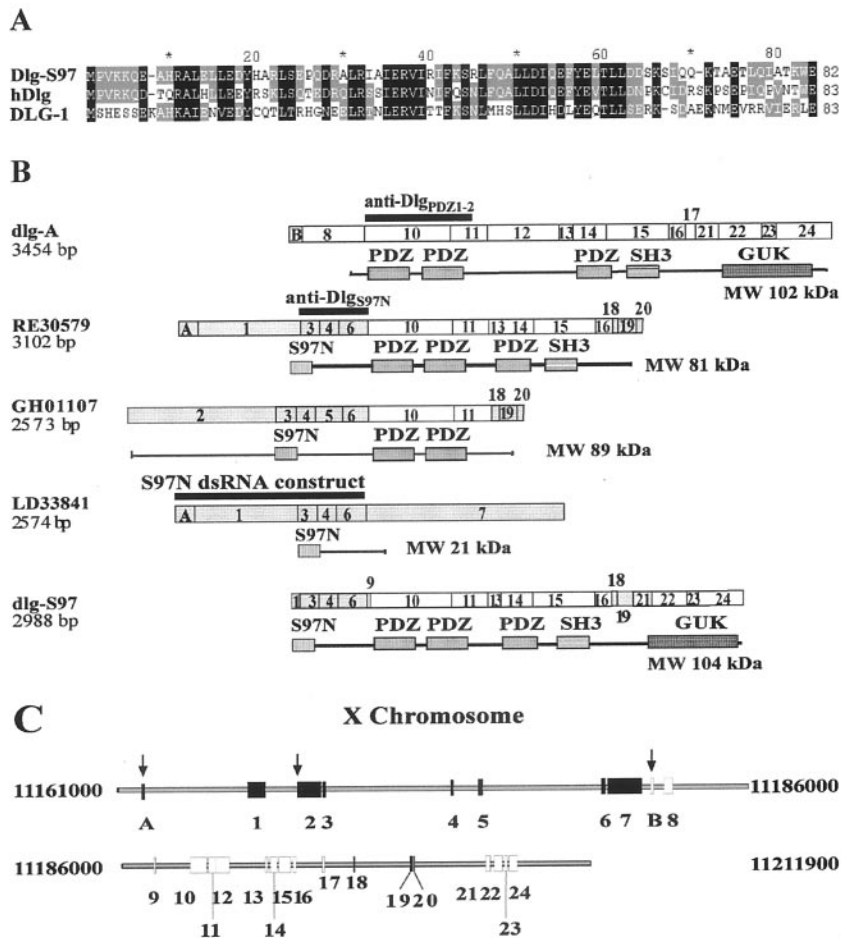 A
* 20 * 40 * 60 * 80
Dlg-S97 MPVKKQE-AHRALELLEDYHARLSEPQDRALRIAIERVIRIFKSRLFQALLDIQEFYELTLLDDSKSIQQ-KTAETLQIATKWE 82
hDlg MPVRKQD-TQRALHLLEEYRSKLSQTEDRQLRSSIERVINIFQSNLFQALIDIQEFYEVTLLDNPKCIDRSKPSEPIQPVNTWE 83
DLG-1 MSHESSEKAHKAIENVEDYCQTLTRHGNEELRTNLERVITTFKSNLMHSLLDIHDLYEQTLLSERK-SDAEKNMEVRRVIEELE 83
B
anti-DlgPDZ1-2
17
dlg-A
B 8 10 11 12 13 14 15 16 21 22 23 24
3454 bp
PDZ PDZ PDZ SH3 GUK
MW 102 kDa
anti-DlgS97N
18 20
RE30579
A 1 3 4 6 10 11 13 14 15 16 19
3102 bp
S97N PDZ PDZ PDZ SH3
MW 81 kDa
18 20
GH01107
2 3 4 5 6 10 11 19
2573 bp
S97N PDZ PDZ
MW 89 kDa
S97N dsRNA construct
LD33841
A 1 3 4 6 7
2574 bp
S97N
MW 21 kDa
9 18
dlg-S97
1 3 4 6 10 11 13 14 15 16 21 22 23 24
2988 bp
19
S97N PDZ PDZ PDZ SH3 GUK
MW 104 kDa
C
X Chromosome
11161000 11186000
A 1 2 3 4 5 6 7 B 8
11186000 11211900
9 10 12 13 15 16 17 18 19 20 21 22 24
11 14 23